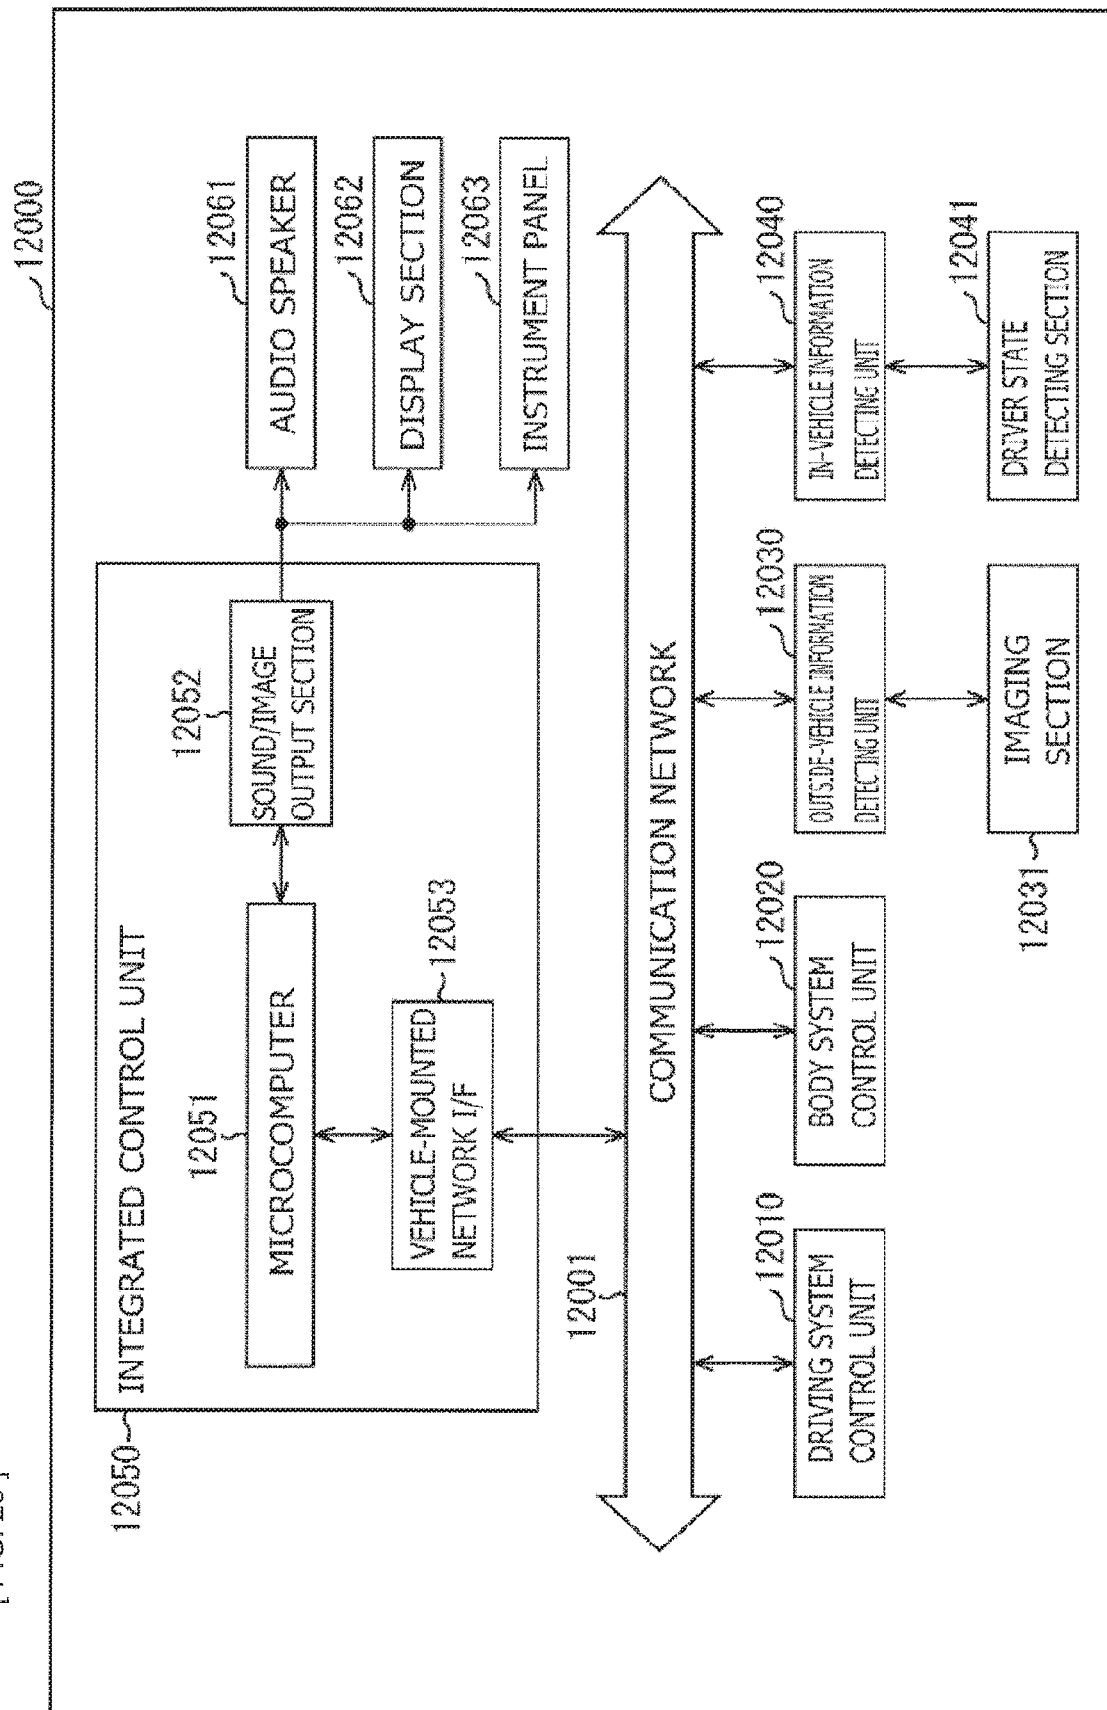 12000
12050
INTEGRATED CONTROL UNIT
12051
MICROCOMPUTER
12052
SOUND/IMAGE
OUTPUT SECTION
12053
VEHICLE-MOUNTED
NETWORK I/F
12061
AUDIO SPEAKER
12062
DISPLAY SECTION
12063
INSTRUMENT PANEL
12001
COMMUNICATION NETWORK
12010
DRIVING SYSTEM
CONTROL UNIT
12020
BODY SYSTEM
CONTROL UNIT
12030
OUTSIDE-VEHICLE INFORMATION
DETECTING UNIT
12040
IN-VEHICLE INFORMATION
DETECTING UNIT
12031
IMAGING
SECTION
12041
DRIVER STATE
DETECTING SECTION